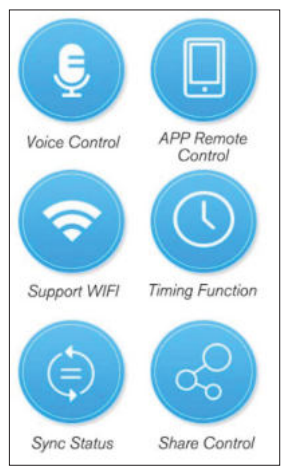 Voice Control
APP Remote
Control
Support WIFI
Timing Function
Sync Status
Share Control